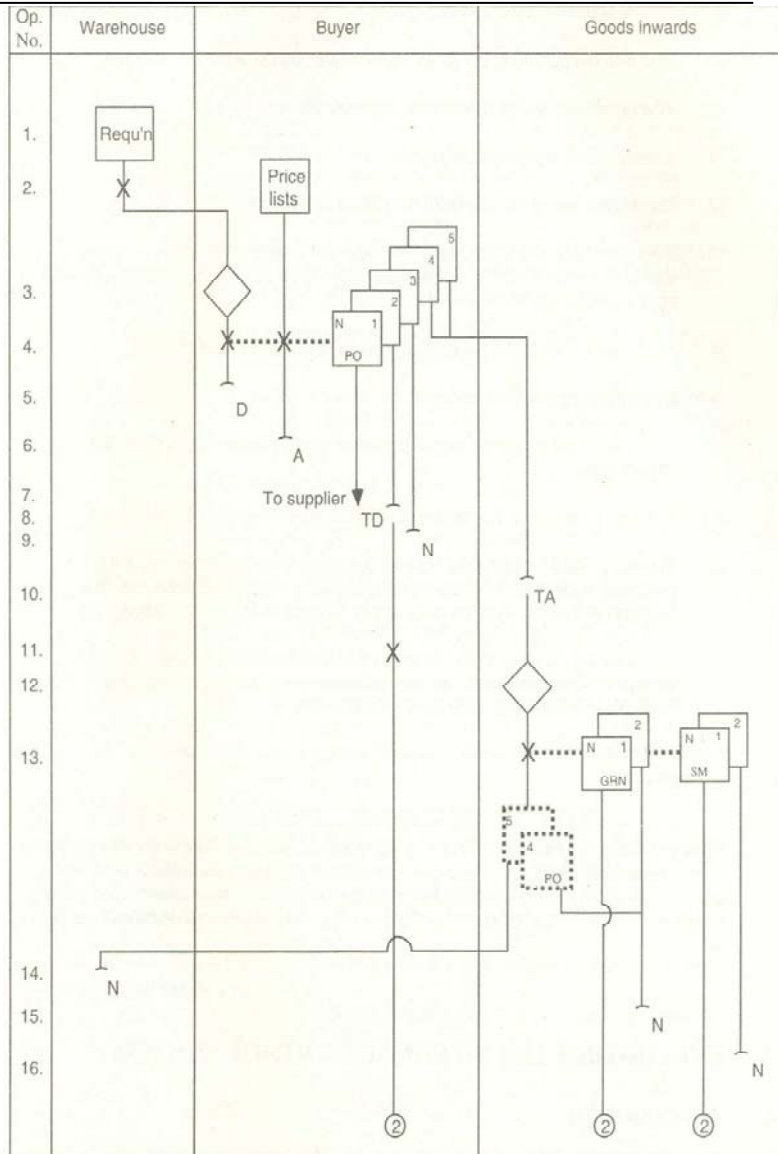 Op. No.
Warehouse
Buyer
Goods Inwards
1.
Requ'n
2.
Price
lists
5
4
3
3.
2
N 1
PO
4.
5.
D
6.
A
7.
To supplier
8.
TD
9.
N
10.
TA
11.
12.
2
2
N 1
N 1
13.
GRN
SM
5
4
PO
14.
N
15.
N
16.
N
2
2
2